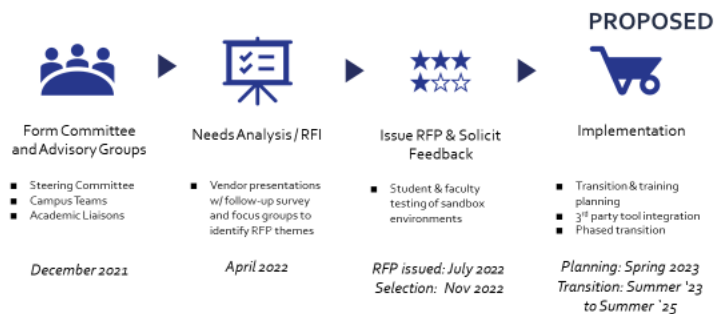 PROPOSED
Form Committee
and Advisory Groups
▪ Steering Committee
▪ Campus Teams
▪ Academic Liaisons
December 2021
Needs Analysis / RFI
▪ Vendor presentations
w/ follow-up survey
and focus groups to
identify RFP themes
April 2022
Issue RFP & Solicit
Feedback
▪ Student & faculty
testing of sandbox
environments
RFP issued: July 2022
Selection: Nov 2022
Implementation
▪ Transition & training
planning
▪ 3rd party tool integration
▪ Phased transition
Planning: Spring 2023
Transition: Summer '23
to Summer `25